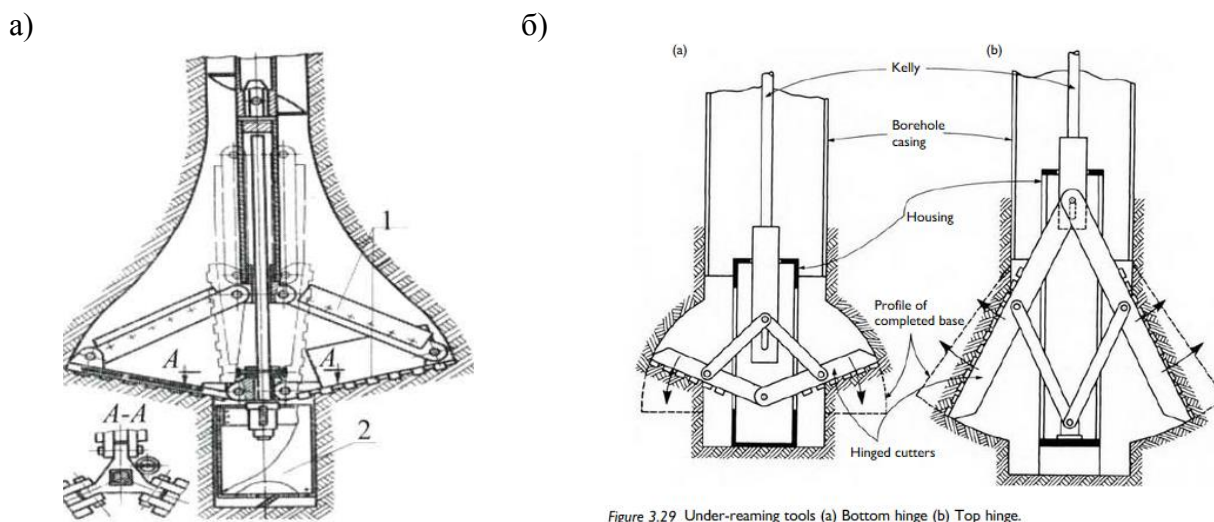 а)
б)
1
A
A
A-A
2
(a)
(b)
Kelly
Borehole
casing
Housing
Profile of
completed base
Hinged cutters
Figure 3.29 Under-reaming tools (a) Bottom hinge (b) Top hinge.